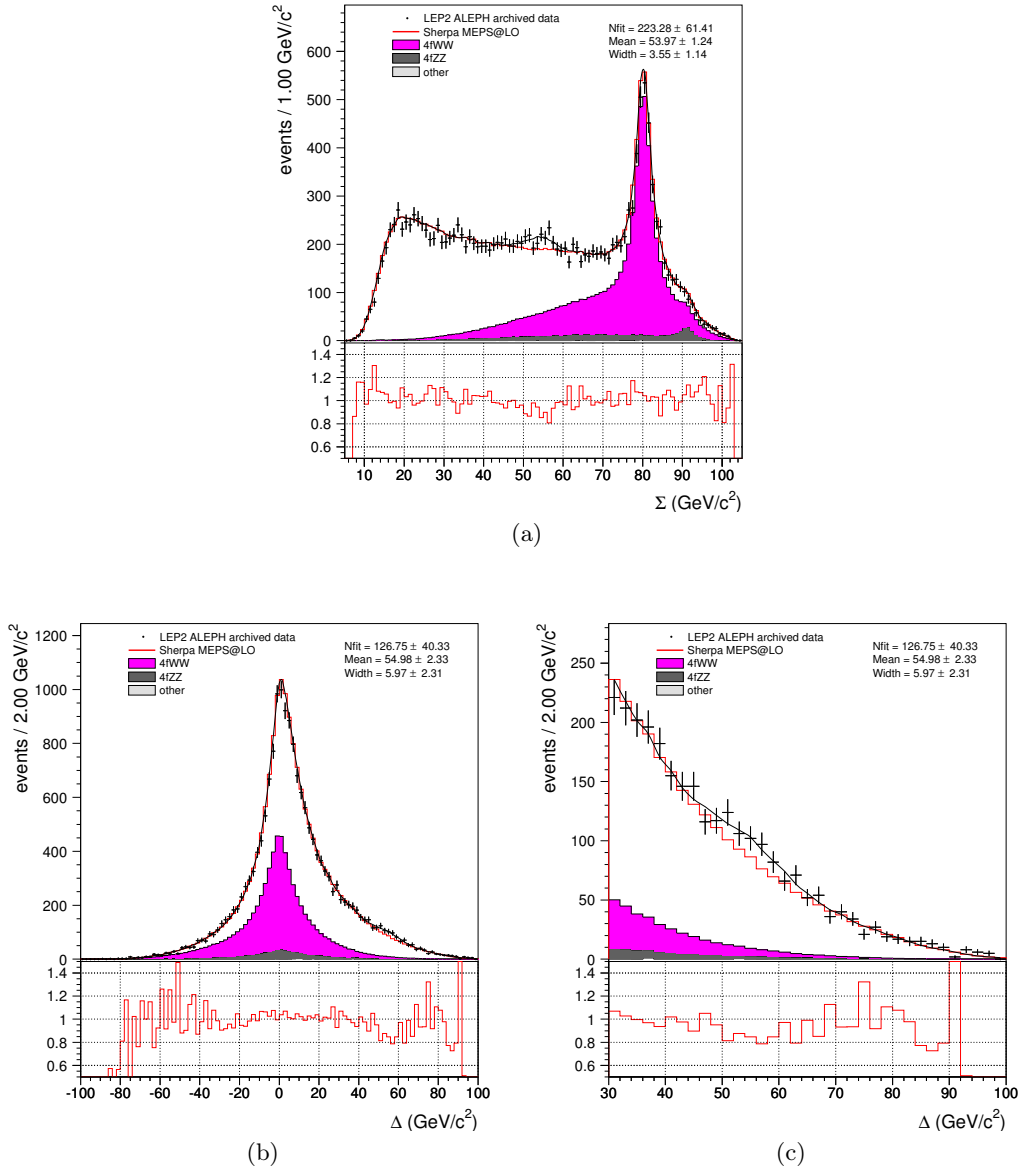 LEP2 ALEPH archived data
Sherpa MEPS@LO
4fWW
4fZZ
other
Nfit = 223.28 ± 61.41
Mean = 53.97 ± 1.24
Width = 3.55 ± 1.14
events / 1.00 GeV/c²
600
500
400
300
200
100
0
1.4
1.2
1
0.8
0.6
10 20 30 40 50 60 70 80 90 100
Σ (GeV/c²)
(a)
LEP2 ALEPH archived data
Sherpa MEPS@LO
4fWW
4fZZ
other
Nfit = 126.75 ± 40.33
Mean = 54.98 ± 2.33
Width = 5.97 ± 2.31
events / 2.00 GeV/c²
1200
1000
800
600
400
200
0
1.4
1.2
1
0.8
0.6
-100 -80 -60 -40 -20 0 20 40 60 80 100
Δ (GeV/c²)
(b)
LEP2 ALEPH archived data
Sherpa MEPS@LO
4fWW
4fZZ
other
Nfit = 126.75 ± 40.33
Mean = 54.98 ± 2.33
Width = 5.97 ± 2.31
events / 2.00 GeV/c²
250
200
150
100
50
0
1.4
1.2
1
0.8
0.6
30 40 50 60 70 80 90 100
Δ (GeV/c²)
(c)